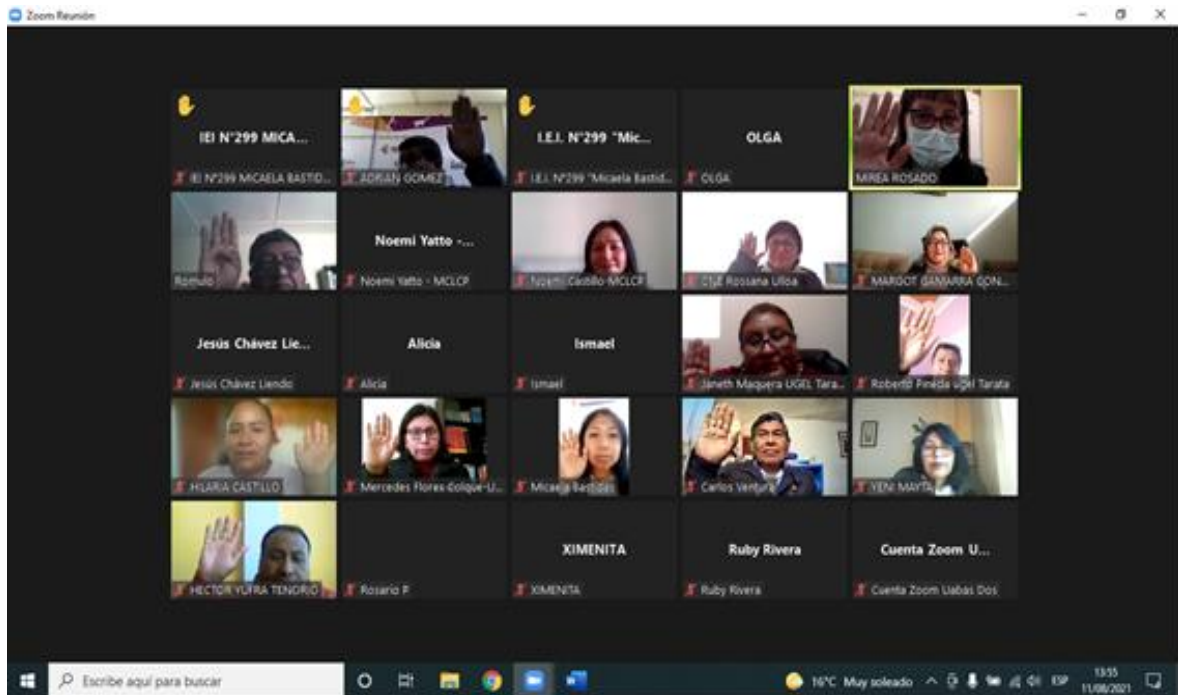 Zoom Reunión
IEI N°299 MICA...
IEI N°299 MICAELA BASTID...
ADRIAN GOMEZ
I.E.I. N°299 "Mic...
I.E.I. N°299 "Micaela Bastid...
OLGA
OLGA
MIREA ROSADO
Romulo
Noemi Yatto -...
Noemi Yatto - MCLCP
Noemi Castillo-MCLCP
Rossana Ulloa
MARGOT GAMARRA GON...
Jesús Chávez Lie...
Jesús Chávez Liendo
Alicia
Alicia
Ismael
Ismael
Janeth Maquera UGEL Tara...
Roberto Pineda ugel Tarata
HILARIA CASTILLO
Mercedes Flores Colque-U...
Micaela Bastidas
Carlos Ventura
YENI MAYTA
HECTOR YUFRA TENORIO
Rosario P
XIMENITA
XIMENITA
Ruby Rivera
Ruby Rivera
Cuenta Zoom U...
Cuenta Zoom Uabas Dos
Escribe aquí para buscar
16°C Muy soleado
ESP
13:55
11/08/2021